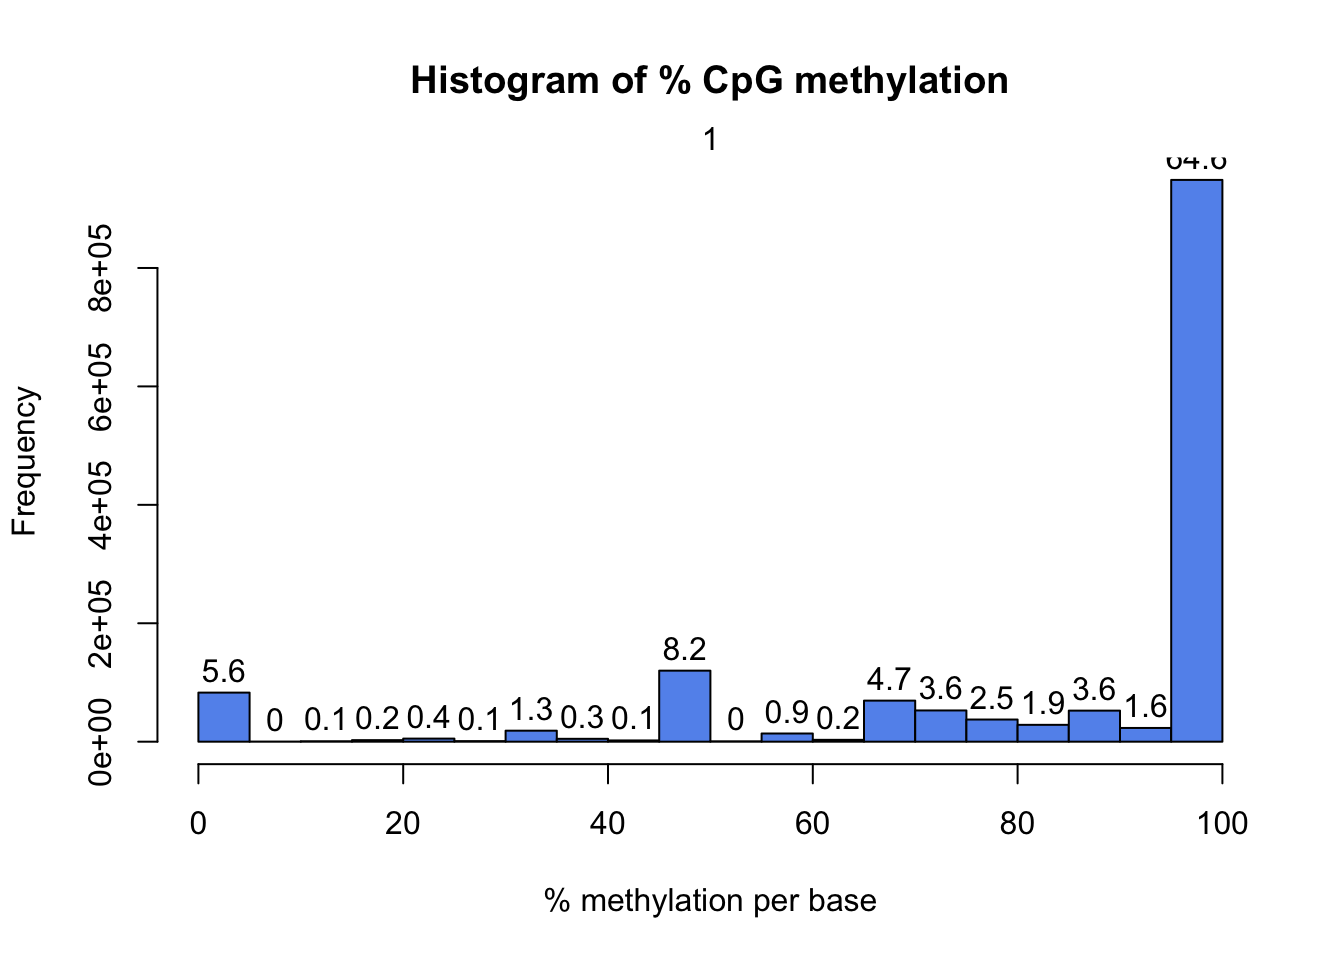 Histogram of % CpG methylation
1
Frequency
0e+00 2e+05 4e+05 6e+05 8e+05
5.6 0 0.1 0.2 0.4 0.1 1.3 0.3 0.1 8.2 0 0.9 0.2 4.7 3.6 2.5 1.9 3.6 1.6 64.6
0 20 40 60 80 100
% methylation per base